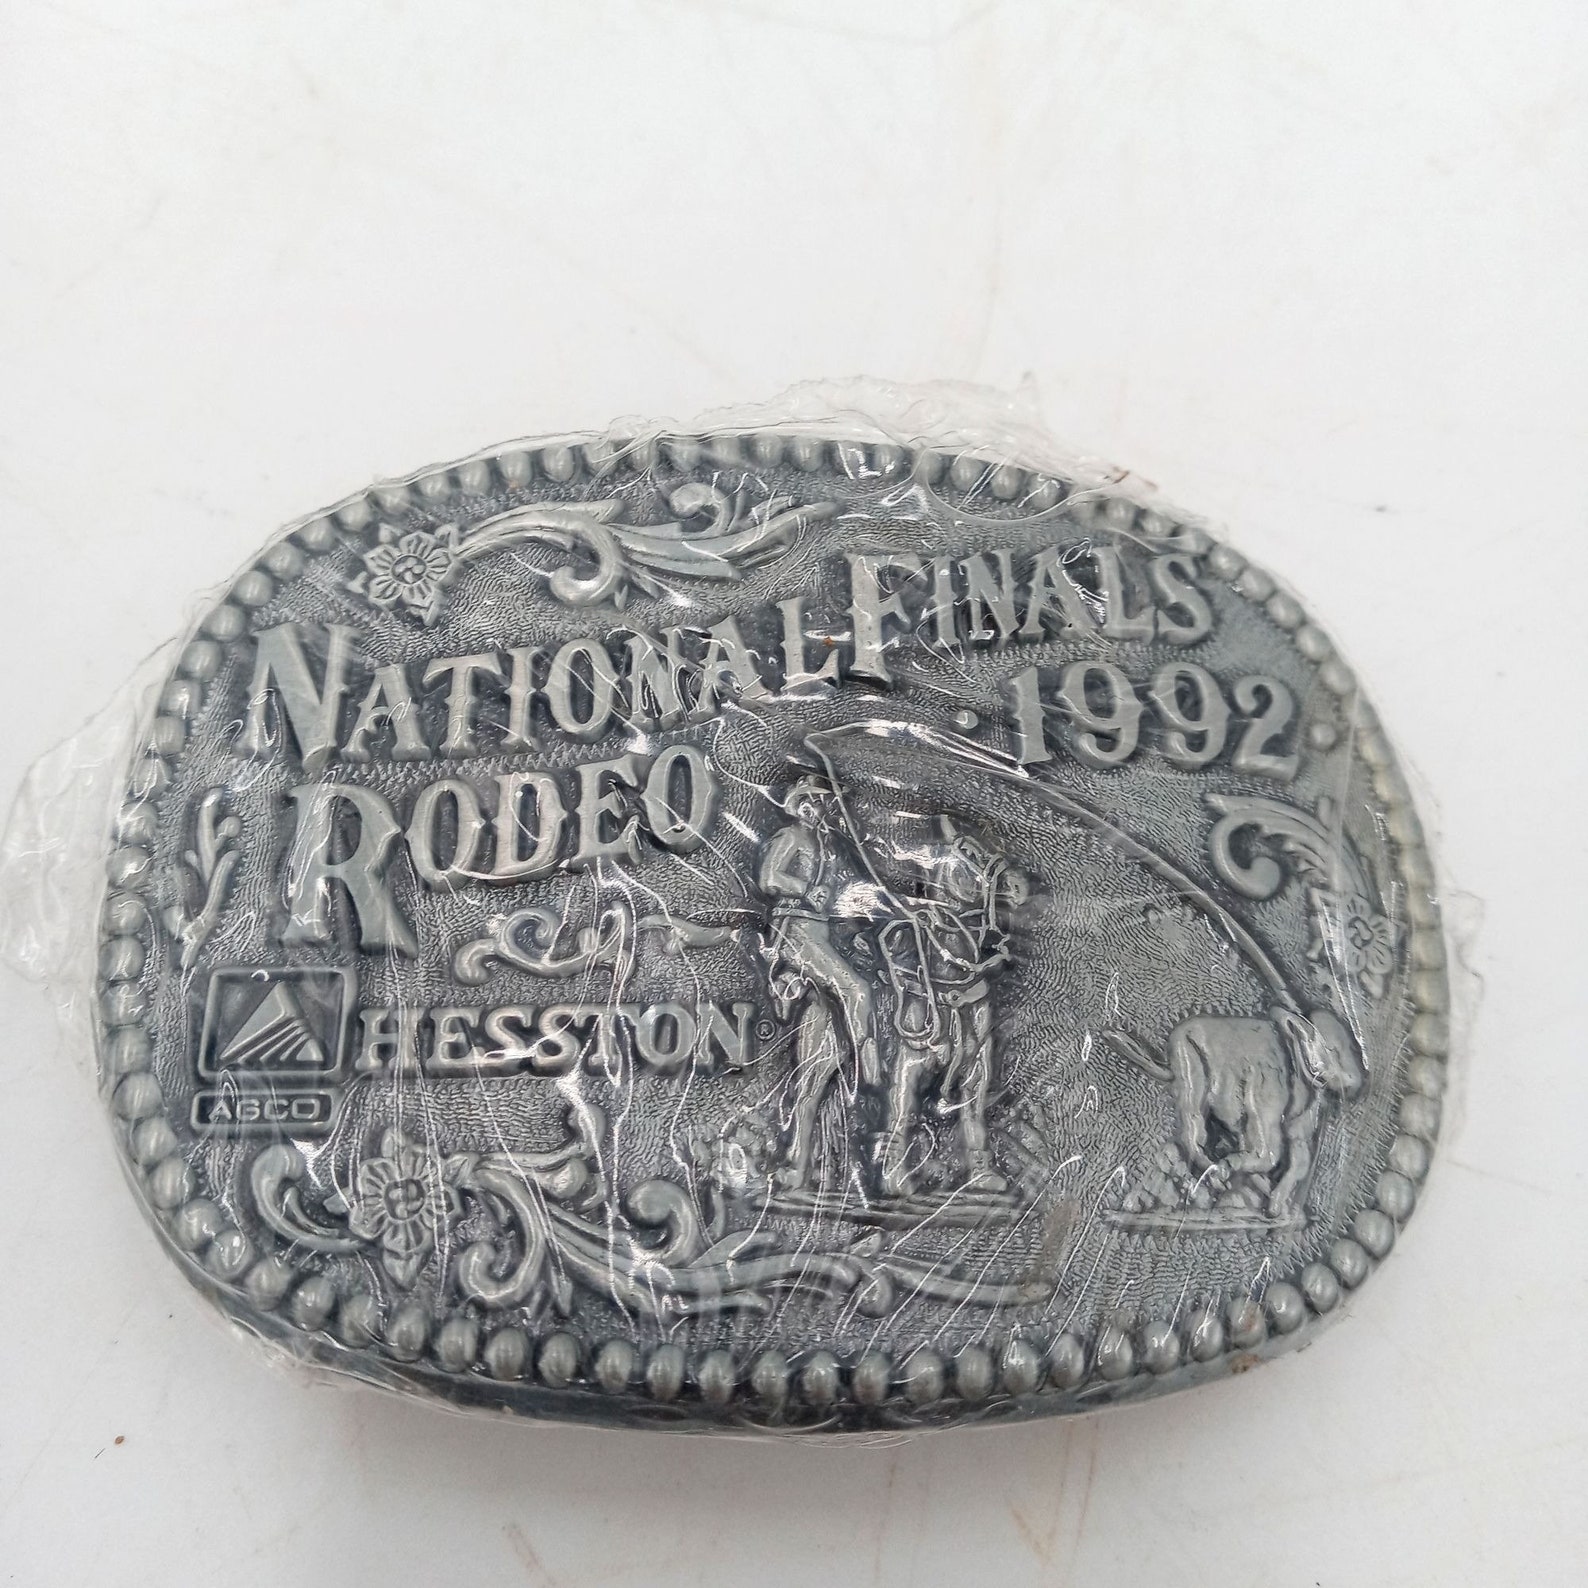 NATIONAL FINALS
RODEO · 1992 ·
HESSTON®
AGCO